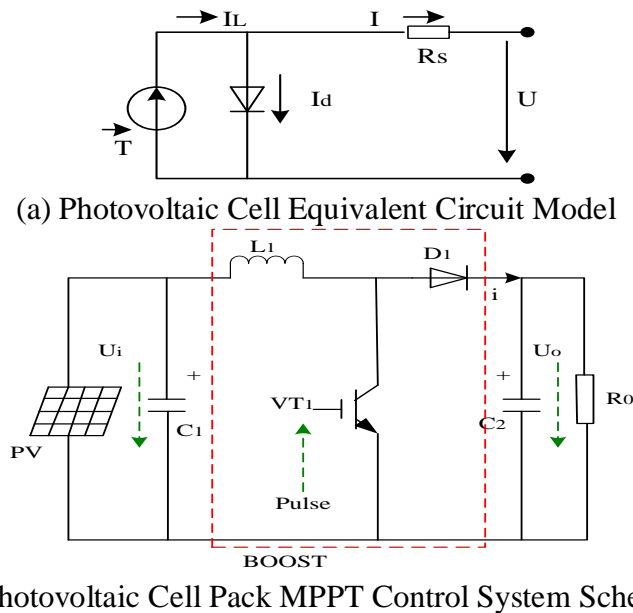 IL
I
Rs
Id
U
T
(a) Photovoltaic Cell Equivalent Circuit Model
L1
D1
i
Ui
+
+
Uo
VT1
C1
C2
R0
PV
Pulse
BOOST
hotovoltaic Cell Pack MPPT Control System Sche